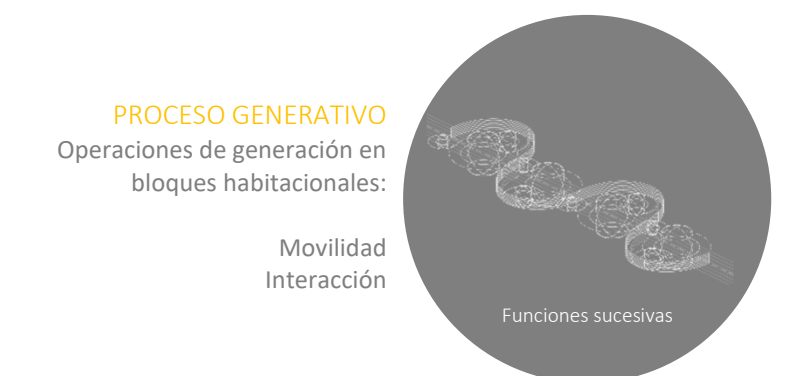 PROCESO GENERATIVO
Operaciones de generación en
bloques habitacionales:
Movilidad
Interacción
Funciones sucesivas